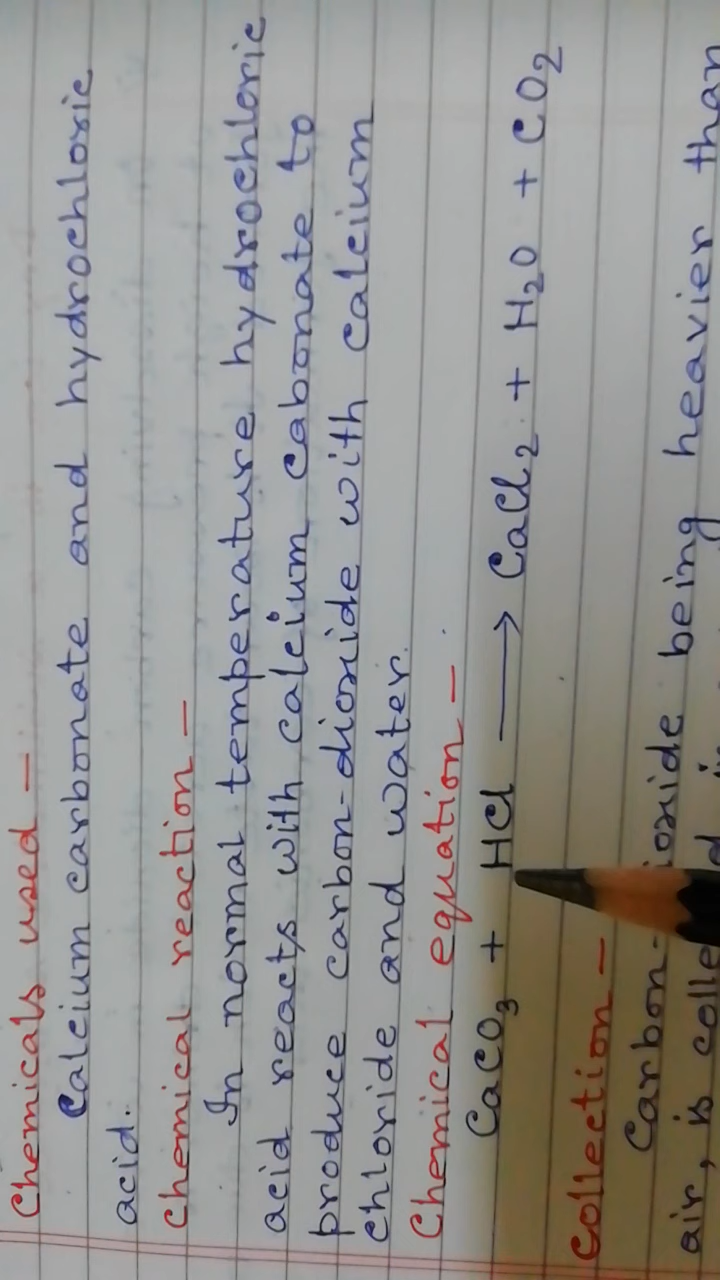 Chemicals used —
Calcium carbonate and hydrochloric
acid.
Chemical reaction —
In normal temperature hydrochloric
acid reacts with calcium cabonate to
produce carbon-dioxide with calcium
chloride and water.
Chemical equation —
CaCO3 + HCl ⟶ CaCl2 + H2O + CO2
Collection —
Carbon- oxide being heavier than
air, is colle